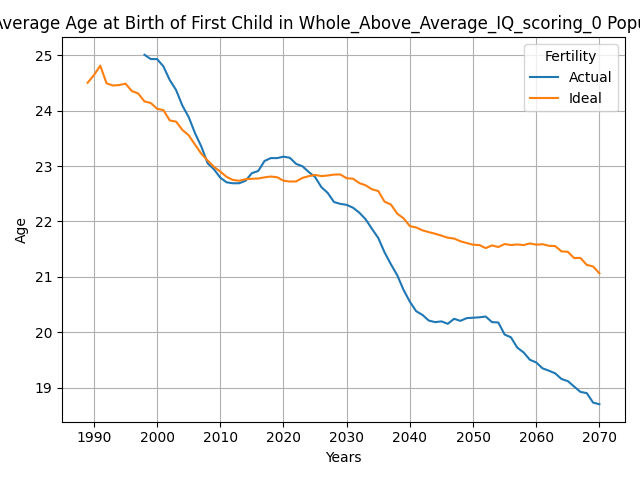 Average Age at Birth of First Child in Whole_Above_Average_IQ_scoring_0
Fertility
Actual
Ideal
Age
25
24
23
22
21
20
19
1990 2000 2010 2020 2030 2040 2050 2060 2070
Years